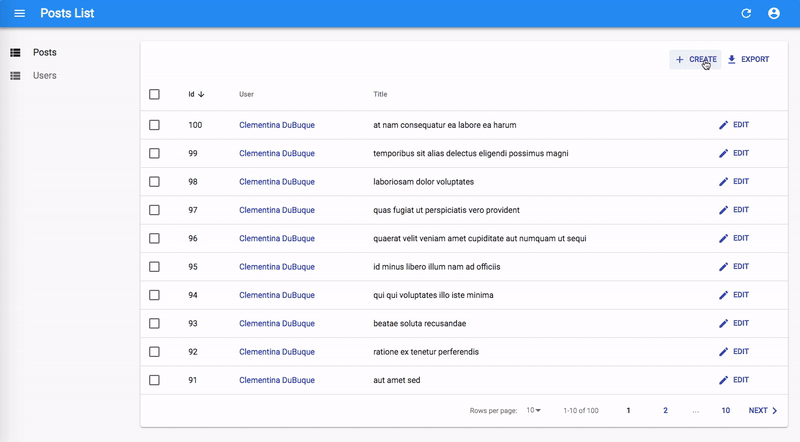 Posts List
Posts
Users
CREATE EXPORT
Id User Title
100 Clementina DuBuque at nam consequatur ea labore ea harum EDIT
99 Clementina DuBuque temporibus sit alias delectus eligendi possimus magni EDIT
98 Clementina DuBuque laboriosam dolor voluptates EDIT
97 Clementina DuBuque quas fugiat ut perspiciatis vero provident EDIT
96 Clementina DuBuque quaerat velit veniam amet cupiditate aut numquam ut sequi EDIT
95 Clementina DuBuque id minus libero illum nam ad officiis EDIT
94 Clementina DuBuque qui qui voluptates illo iste minima EDIT
93 Clementina DuBuque beatae soluta recusandae EDIT
92 Clementina DuBuque ratione ex tenetur perferendis EDIT
91 Clementina DuBuque aut amet sed EDIT
Rows per page: 10 1-10 of 100 1 2 ... 10 NEXT